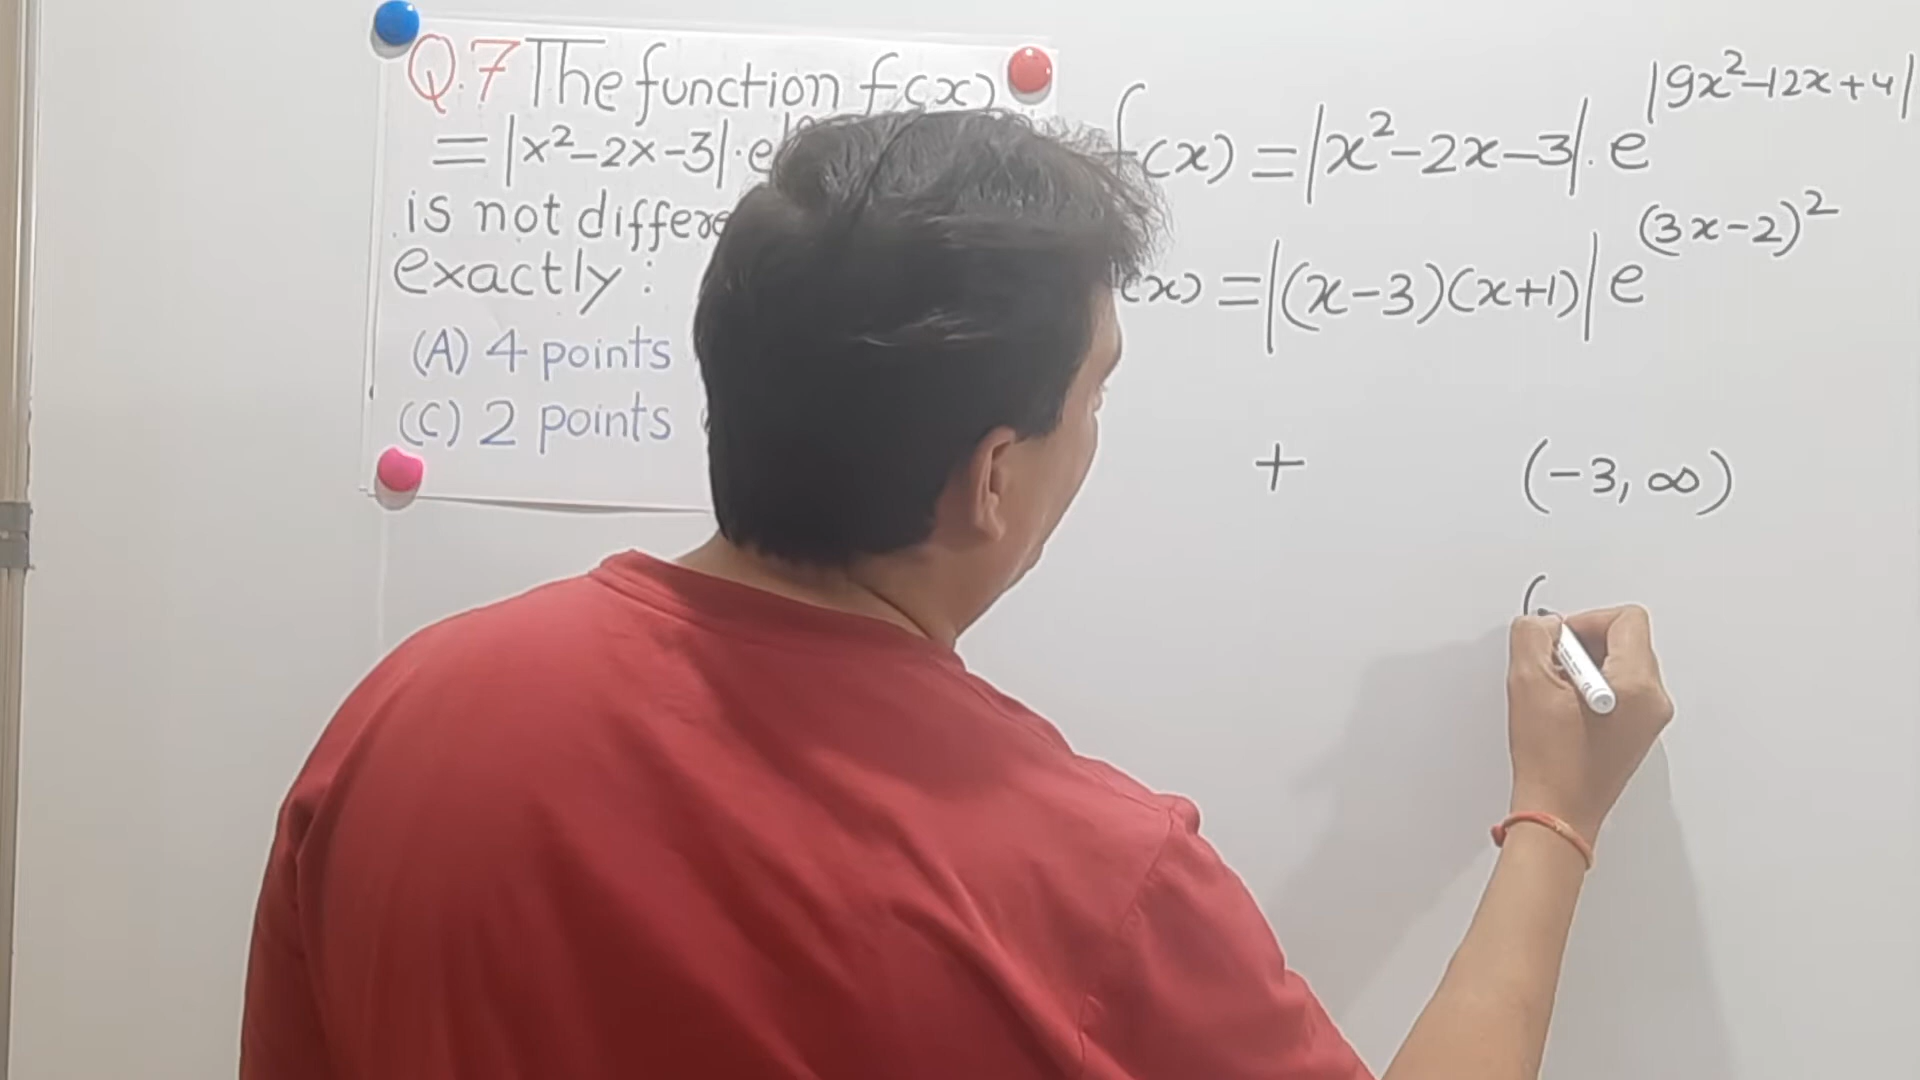 Q.7 The function f(x)
= |x²-2x-3|·e
is not differe
exactly:
(A) 4 points
(C) 2 points
f(x) = |x²-2x-3|. e^|9x²-12x+4|
(x) = |(x-3)(x+1)| e^(3x-2)²
+ (-3, ∞)
(